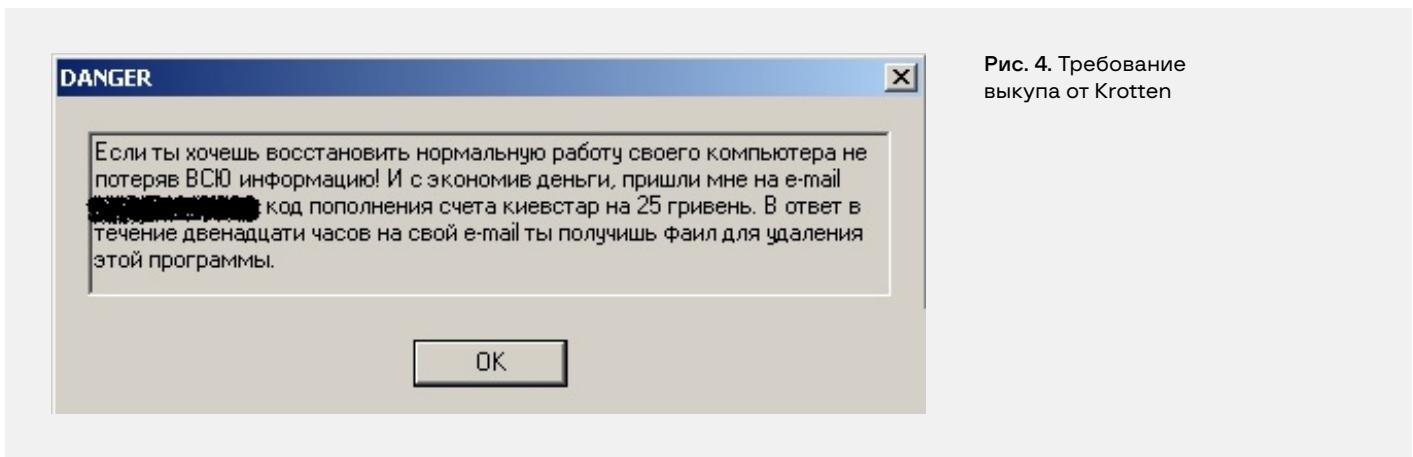 DANGER
Если ты хочешь восстановить нормальную работу своего компьютера не
потеряв ВСЮ информацию! И с экономив деньги, пришли мне на e-mail
код пополнения счета киевстар на 25 гривень. В ответ в
течение двенадцати часов на свой e-mail ты получишь фаил для удаления
этой программы.
OK
Рис. 4. Требование
выкупа от Krotten